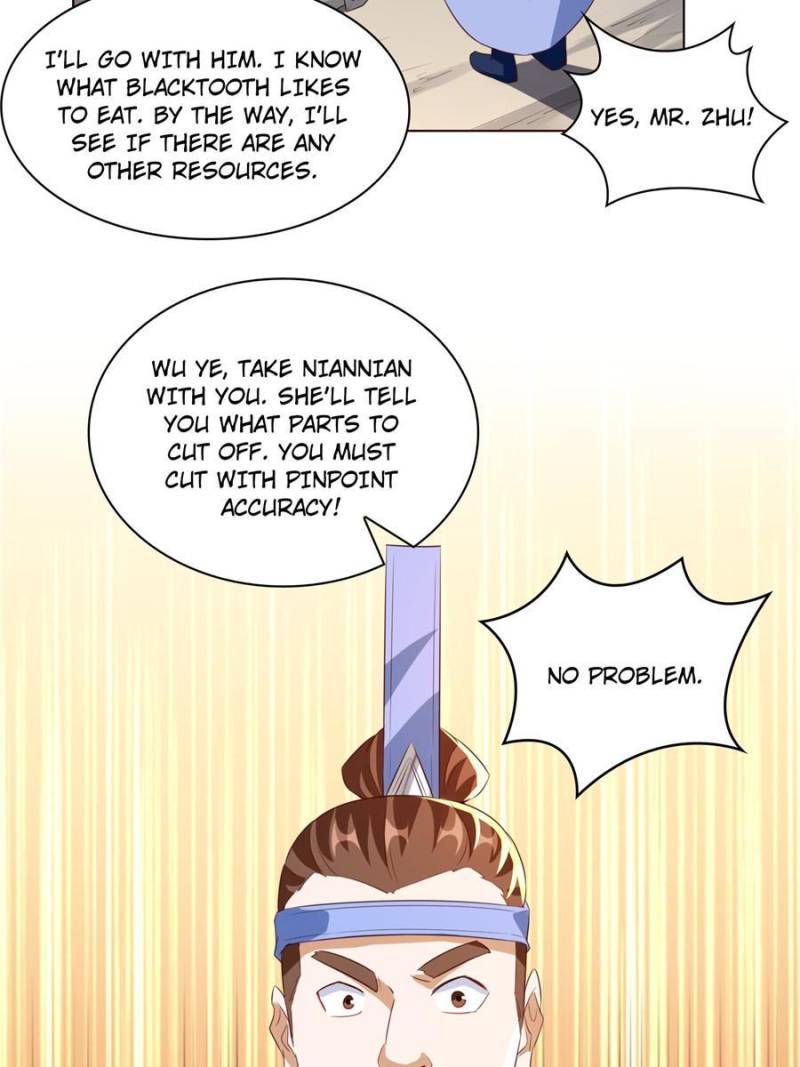 I'LL GO WITH HIM. I KNOW
WHAT BLACKTOOTH LIKES
TO EAT. BY THE WAY, I'LL
SEE IF THERE ARE ANY
OTHER RESOURCES.
YES, MR. ZHU!
WU YE, TAKE NIANNIAN
WITH YOU. SHE'LL TELL
YOU WHAT PARTS TO
CUT OFF. YOU MUST
CUT WITH PINPOINT
ACCURACY!
NO PROBLEM.